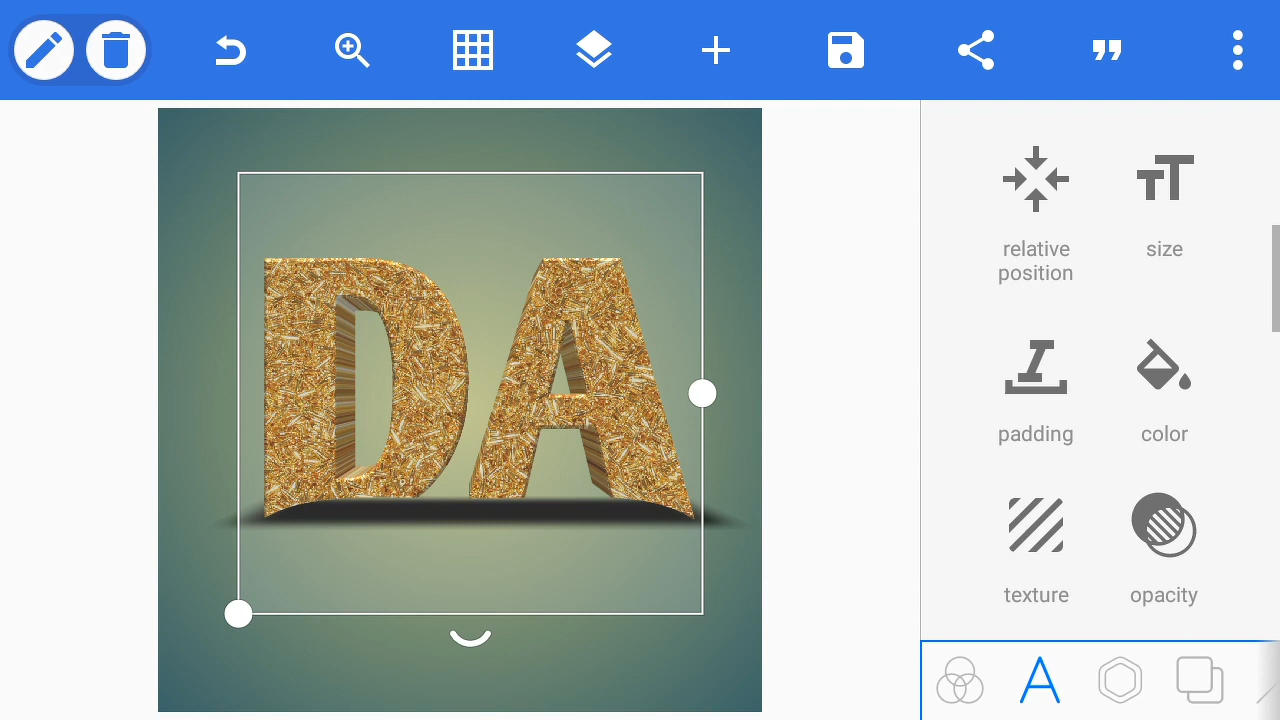 DA
relative
position
size
padding
color
texture
opacity